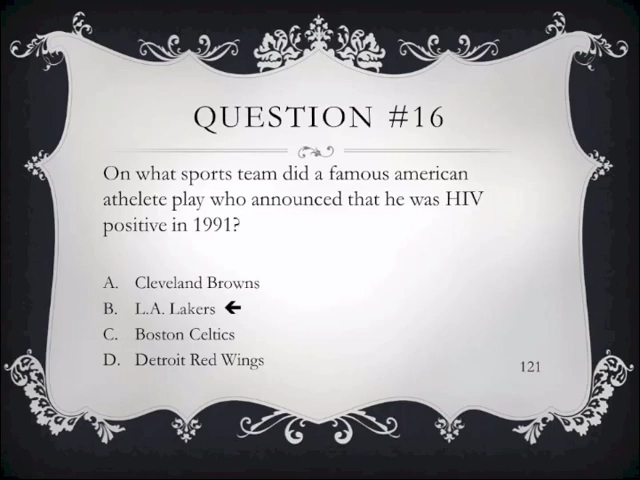 QUESTION #16
On what sports team did a famous american
athelete play who announced that he was HIV
positive in 1991?
A. Cleveland Browns
B. L.A. Lakers 🡸
C. Boston Celtics
D. Detroit Red Wings
121